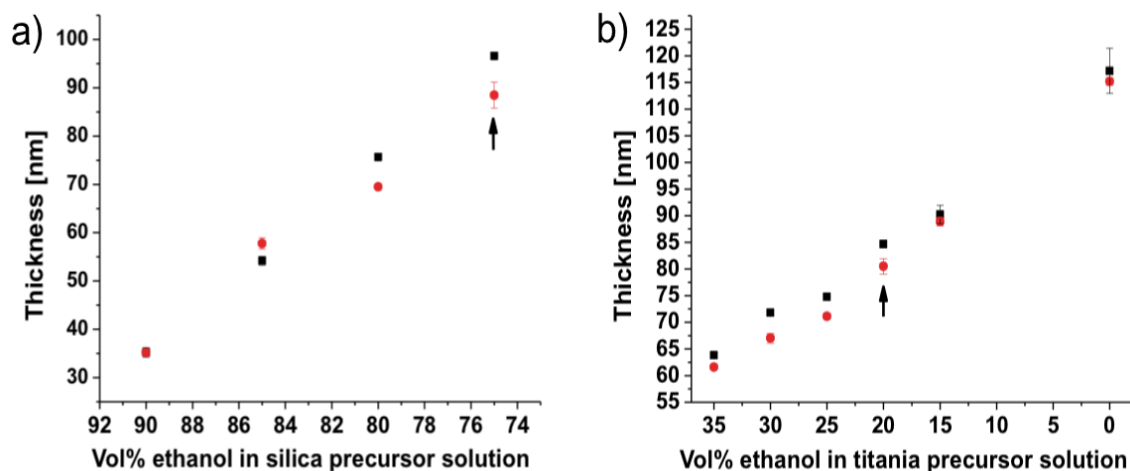 a)
100
90
80
70
60
50
40
30
Thickness [nm]
92 90 88 86 84 82 80 78 76 74
Vol% ethanol in silica precursor solution
b)
125
120
115
110
105
100
95
90
85
80
75
70
65
60
55
Thickness [nm]
35 30 25 20 15 10 5 0
Vol% ethanol in titania precursor solution